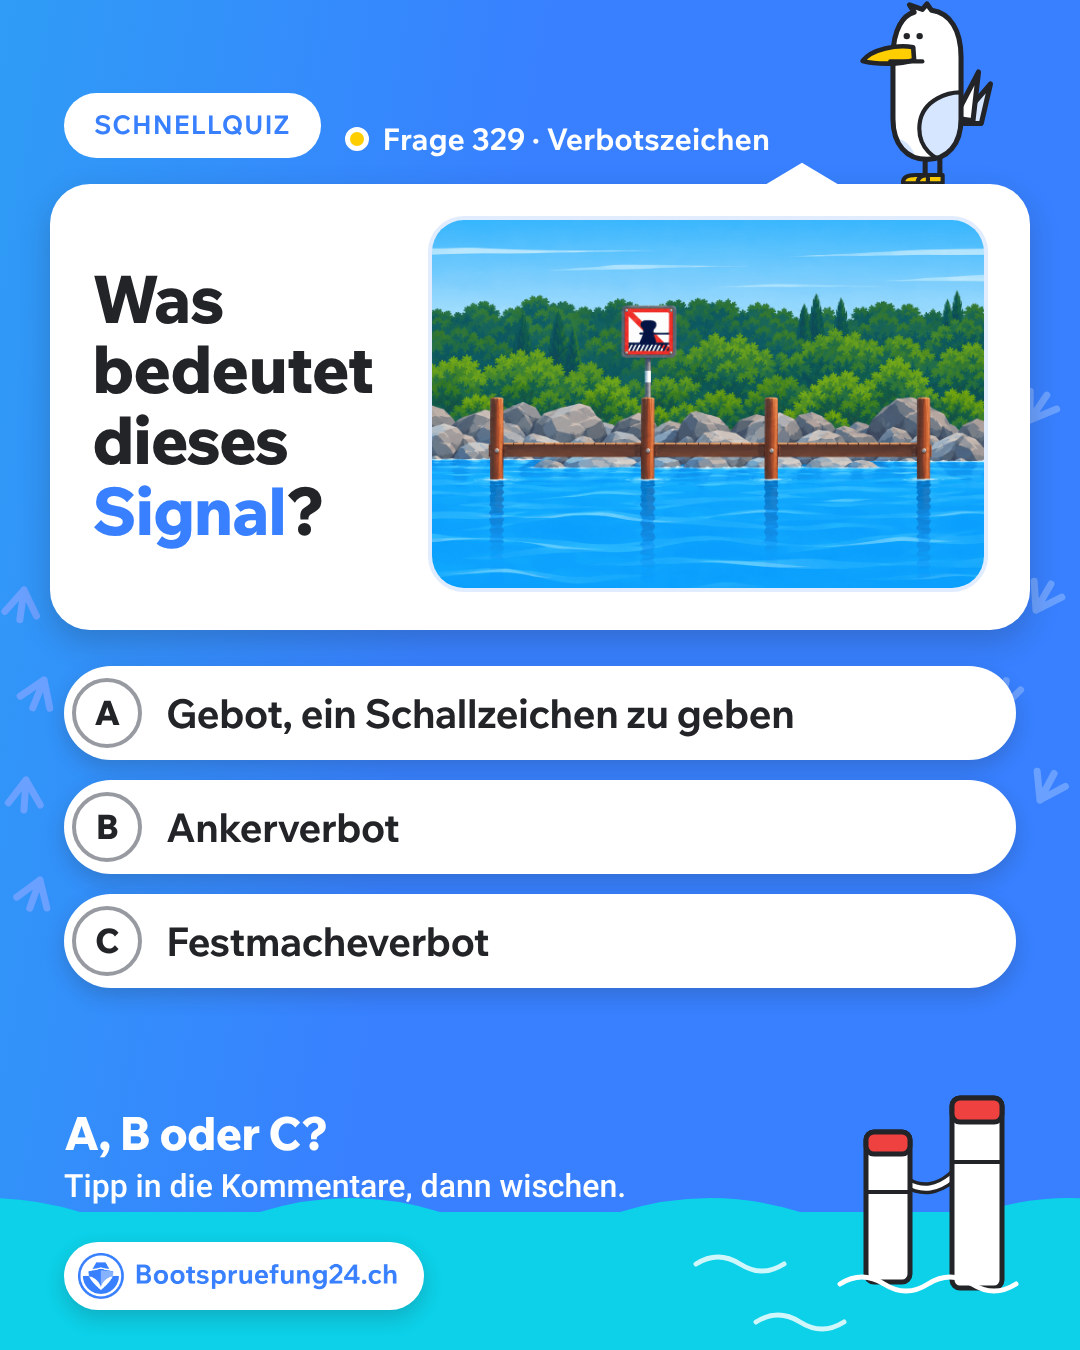 SCHNELLQUIZ
Frage 329 · Verbotszeichen
Was
bedeutet
dieses
Signal?
A Gebot, ein Schallzeichen zu geben
B Ankerverbot
C Festmacheverbot
A, B oder C?
Tipp in die Kommentare, dann wischen.
Bootspruefung24.ch